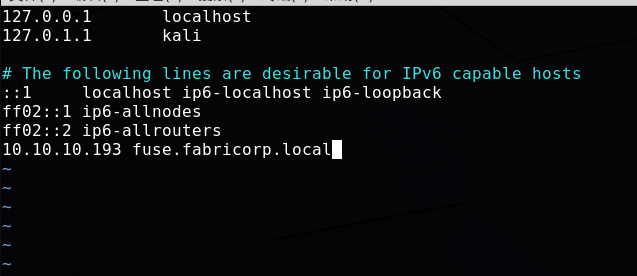 127.0.0.1 localhost
127.0.1.1 kali
# The following lines are desirable for IPv6 capable hosts
::1 localhost ip6-localhost ip6-loopback
ff02::1 ip6-allnodes
ff02::2 ip6-allrouters
10.10.10.193 fuse.fabricorp.local
~
~
~
~
~
~